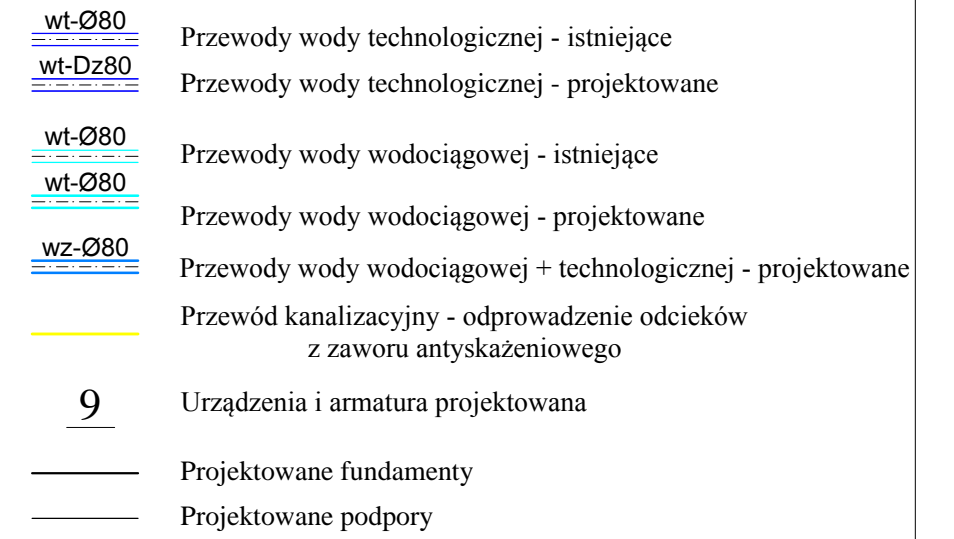 wt-Ø80
Przewody wody technologicznej - istniejące
wt-Dz80
Przewody wody technologicznej - projektowane
wt-Ø80
Przewody wody wodociągowej - istniejące
wt-Ø80
Przewody wody wodociągowej - projektowane
wz-Ø80
Przewody wody wodociągowej + technologicznej - projektowane
Przewód kanalizacyjny - odprowadzenie odcieków
z zaworu antyskażeniowego
9 Urządzenia i armatura projektowana
Projektowane fundamenty
Projektowane podpory